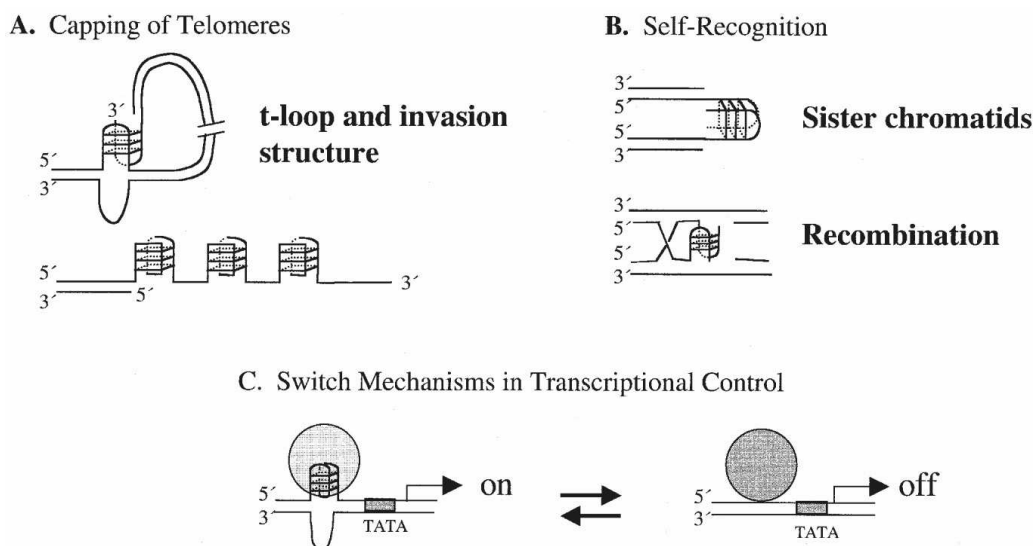 A. Capping of Telomeres
3´
t-loop and invasion
structure
5´
3´
5´
3´
5´
3´
B. Self-Recognition
3´
5´
5´
3´
Sister chromatids
3´
5´
5´
3´
Recombination
C. Switch Mechanisms in Transcriptional Control
5´
3´
TATA
on
5´
3´
TATA
off